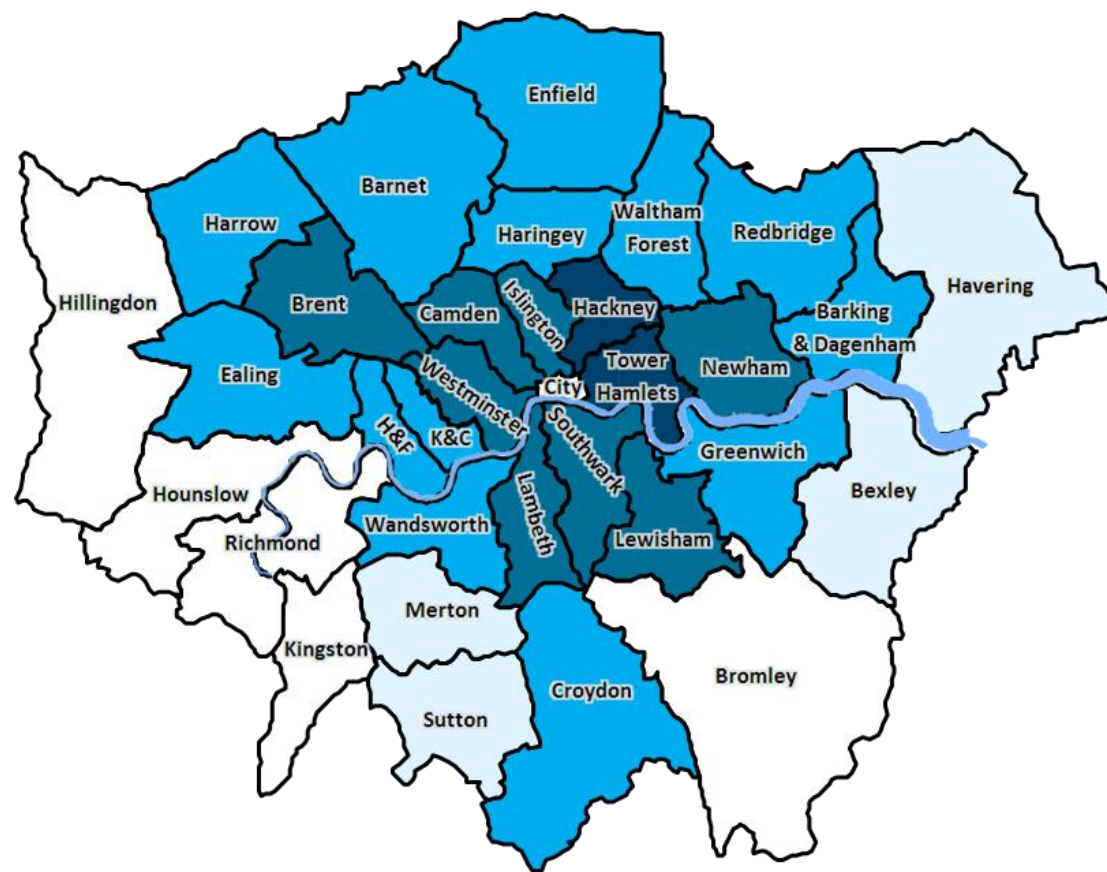 Enfield
Barnet
Waltham
Forest
Harrow
Haringey
Redbridge
Havering
Hillingdon
Brent
Camden
Islington
Hackney
Barking
& Dagenham
Tower
Hamlets
Newham
Ealing
Westminster
City
H&F
K&C
Southwark
Greenwich
Hounslow
Bexley
Richmond
Wandsworth
Lambeth
Lewisham
Merton
Kingston
Bromley
Croydon
Sutton